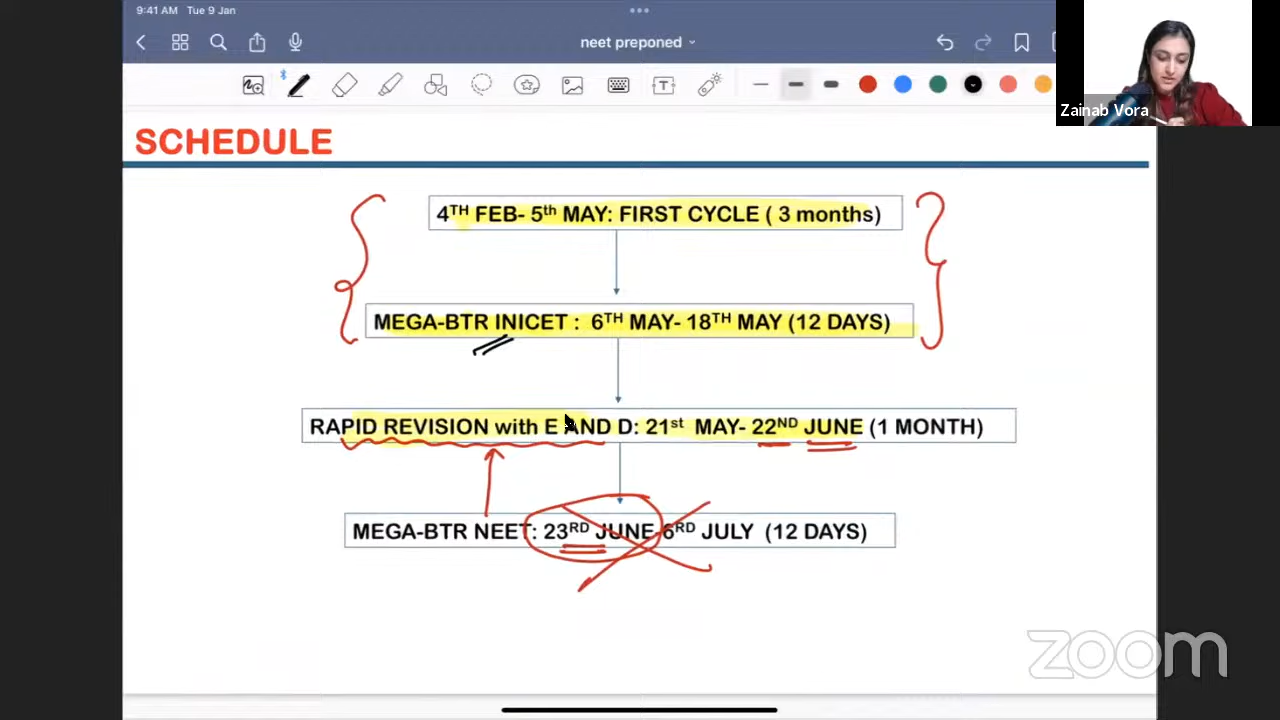 9:41 AM Tue 9 Jan
neet preponed
Zainab Vora
SCHEDULE
4TH FEB- 5th MAY: FIRST CYCLE ( 3 months)
MEGA-BTR INICET : 6TH MAY- 18TH MAY (12 DAYS)
RAPID REVISION with E AND D: 21st MAY- 22ND JUNE (1 MONTH)
MEGA-BTR NEET: 23RD JUNE 6RD JULY (12 DAYS)
zoom